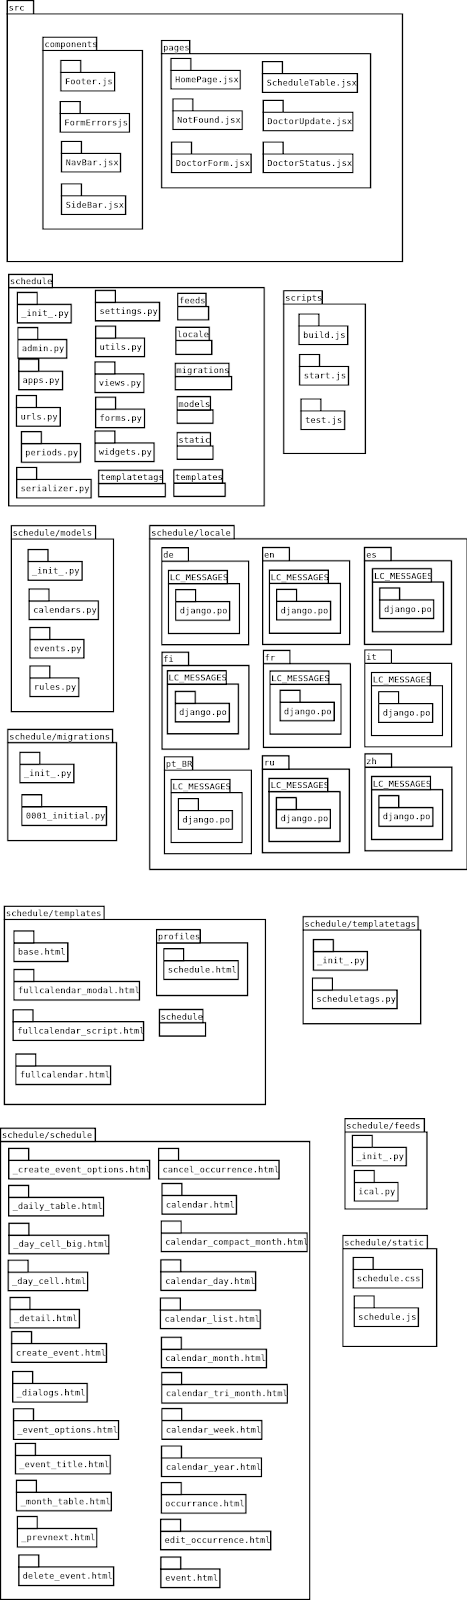 src
components
Footer.js
FormErrorsjs
NavBar.jsx
SideBar.jsx
pages
HomePage.jsx
NotFound.jsx
DoctorForm.jsx
ScheduleTable.jsx
DoctorUpdate.jsx
DoctorStatus.jsx
schedule
_init_.py
admin.py
apps.py
urls.py
periods.py
serializer.py
settings.py
utils.py
views.py
forms.py
widgets.py
templatetags
feeds
locale
migrations
models
static
templates
scripts
build.js
start.js
test.js
schedule/models
_init_.py
calendars.py
events.py
rules.py
schedule/migrations
_init_.py
0001_initial.py
schedule/locale
de
LC_MESSAGES
django.po
en
LC_MESSAGES
django.po
es
LC_MESSAGES
django.po
fi
LC_MESSAGES
django.po
fr
LC_MESSAGES
django.po
it
LC_MESSAGES
django.po
pt_BR
LC_MESSAGES
django.po
ru
LC_MESSAGES
django.po
zh
LC_MESSAGES
django.po
schedule/templates
base.html
fullcalendar_modal.html
fullcalendar_script.html
fullcalendar.html
profiles
schedule.html
schedule
schedule/templatetags
_init_.py
scheduletags.py
schedule/schedule
_create_event_options.html
_daily_table.html
_day_cell_big.html
_day_cell.html
_detail.html
create_event.html
_dialogs.html
_event_options.html
_event_title.html
_month_table.html
_prevnext.html
delete_event.html
cancel_occurrence.html
calendar.html
calendar_compact_month.html
calendar_day.html
calendar_list.html
calendar_month.html
calendar_tri_month.html
calendar_week.html
calendar_year.html
occurrance.html
edit_occurrence.html
event.html
schedule/feeds
_init_.py
ical.py
schedule/static
schedule.css
schedule.js